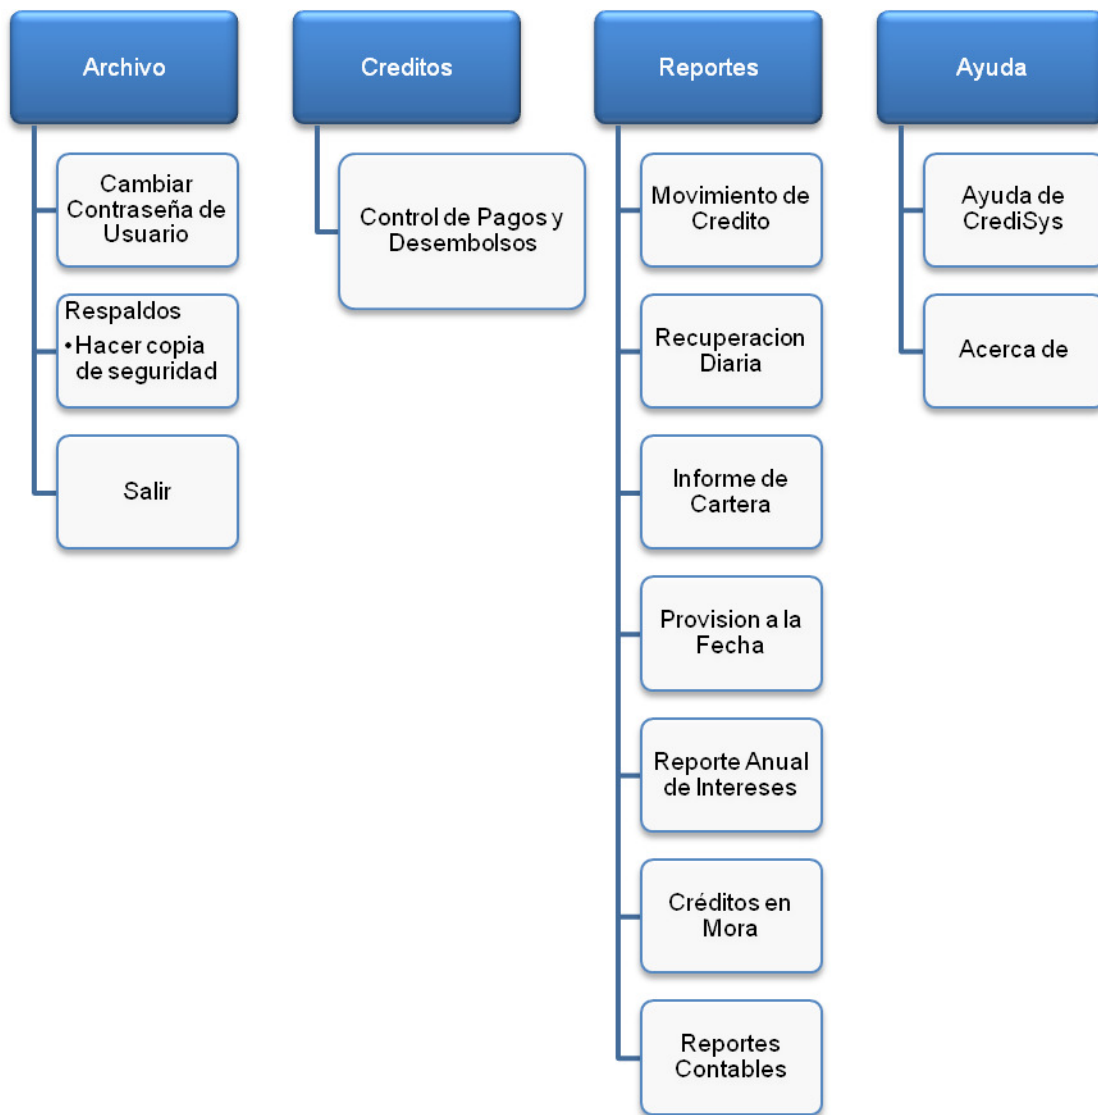 Archivo
Cambiar
Contraseña de
Usuario
Respaldos
•Hacer copia
de seguridad
Salir
Creditos
Control de Pagos y
Desembolsos
Reportes
Movimiento de
Credito
Recuperacion
Diaria
Informe de
Cartera
Provision a la
Fecha
Reporte Anual
de Intereses
Créditos en
Mora
Reportes
Contables
Ayuda
Ayuda de
CrediSys
Acerca de